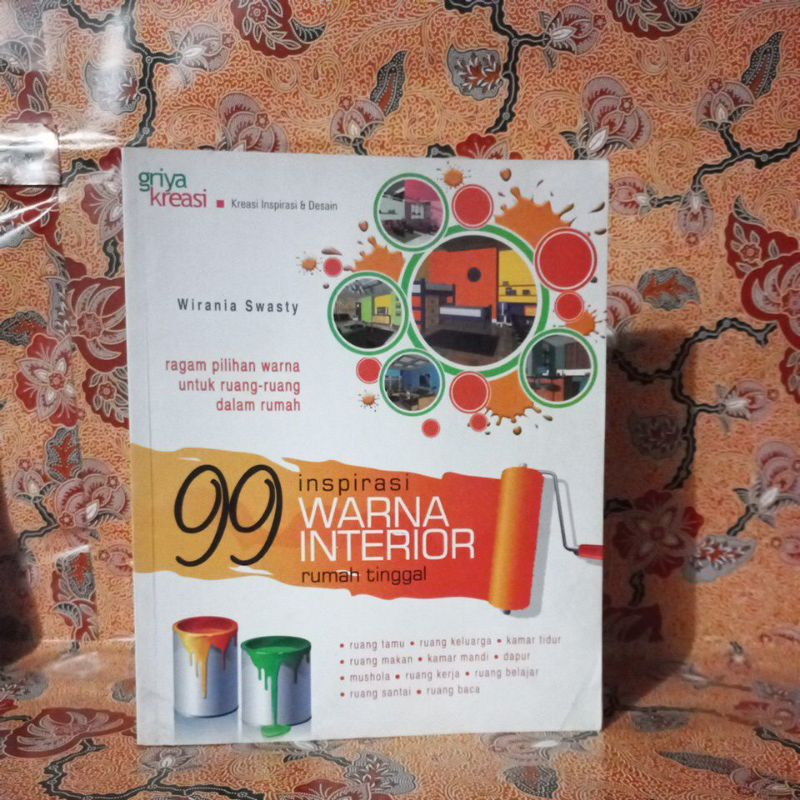 griya
kreasi ■ Kreasi Inspirasi & Desain
Wirania Swasty
ragam pilihan warna
untuk ruang-ruang
dalam rumah
99 inspirasi
WARNA
INTERIOR
rumah tinggal
• ruang tamu • ruang keluarga • kamar tidur
• ruang makan • kamar mandi • dapur
• mushola • ruang kerja • ruang belajar
• ruang santai • ruang baca